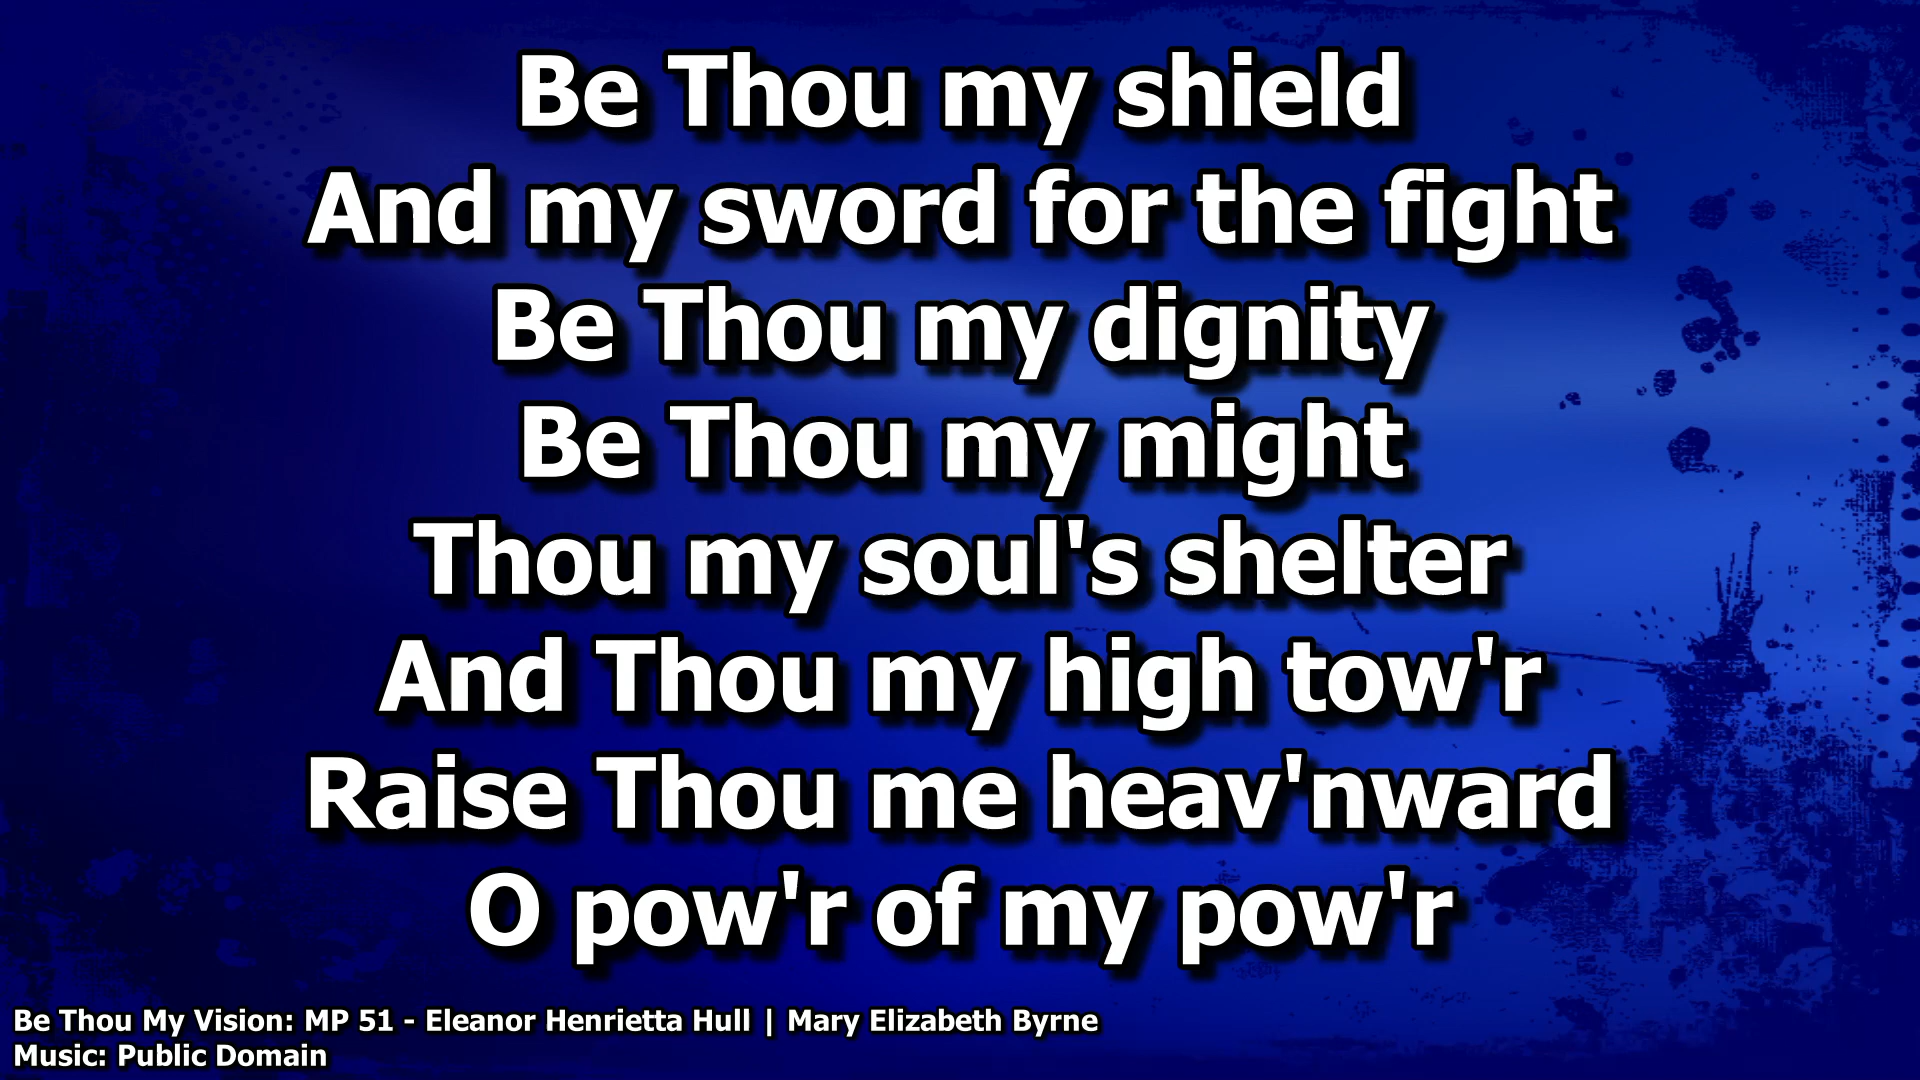 Be Thou my shield
And my sword for the fight
Be Thou my dignity
Be Thou my might
Thou my soul's shelter
And Thou my high tow'r
Raise Thou me heav'nward
O pow'r of my pow'r
Be Thou My Vision: MP 51 - Eleanor Henrietta Hull | Mary Elizabeth Byrne
Music: Public Domain